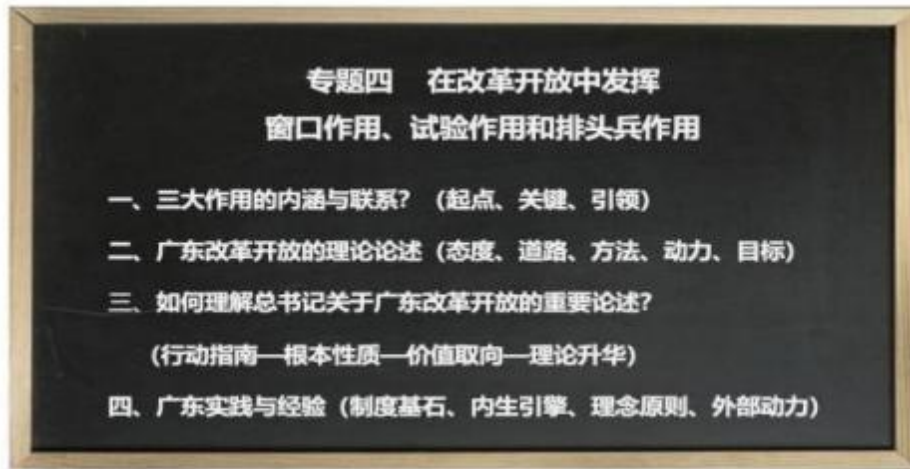 专题四 在改革开放中发挥
窗口作用、试验作用和排头兵作用
一、三大作用的内涵与联系？（起点、关键、引领）
二、广东改革开放的理论论述（态度、道路、方法、动力、目标）
三、如何理解总书记关于广东改革开放的重要论述？
（行动指南—根本性质—价值取向—理论升华）
四、广东实践与经验（制度基石、内生引擎、理念原则、外部动力）